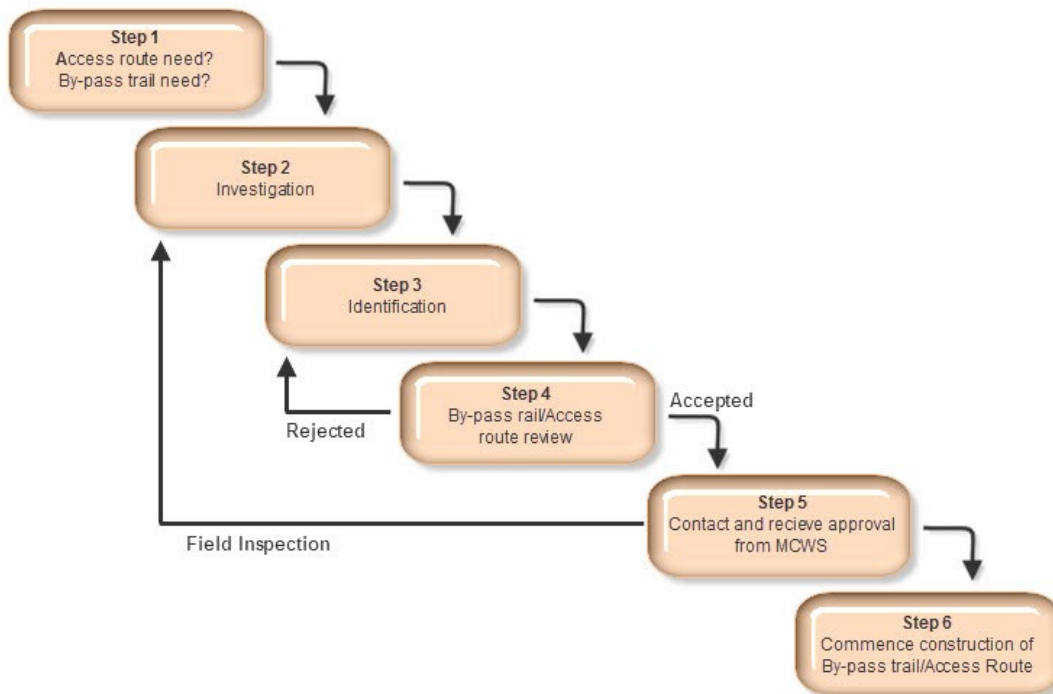 Step 1
Access route need?
By-pass trail need?
Step 2
Investigation
Step 3
Identification
Step 4
By-pass rail/Access
route review
Accepted
Rejected
Step 5
Contact and recieve approval
from MCWS
Field Inspection
Step 6
Commence construction of
By-pass trail/Access Route